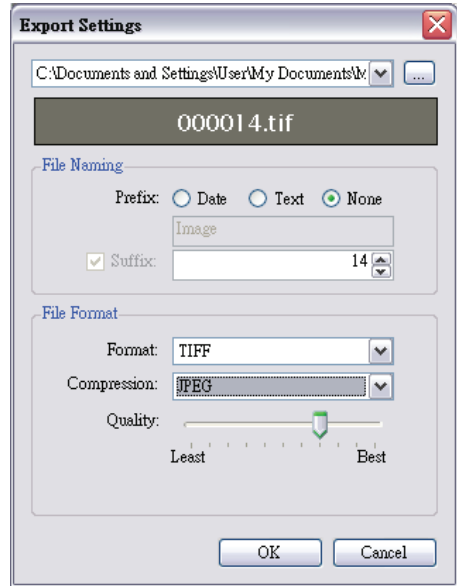 Export Settings
C:\Documents and Settings\User\My Documents\M
...
000014.tif
File Naming
Prefix: Date Text None
Image
Suffix: 14
File Format
Format: TIFF
Compression: JPEG
Quality:
Least Best
OK Cancel